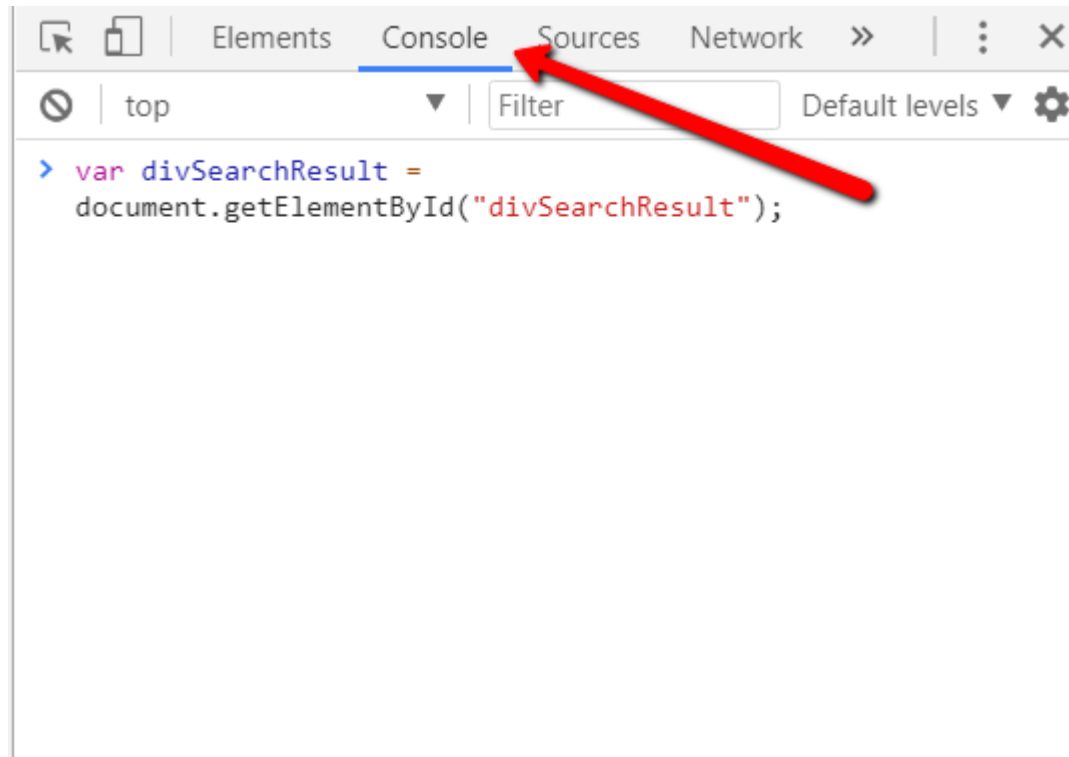 Elements Console Sources Network »
top Filter Default levels
> var divSearchResult =
document.getElementById("divSearchResult");